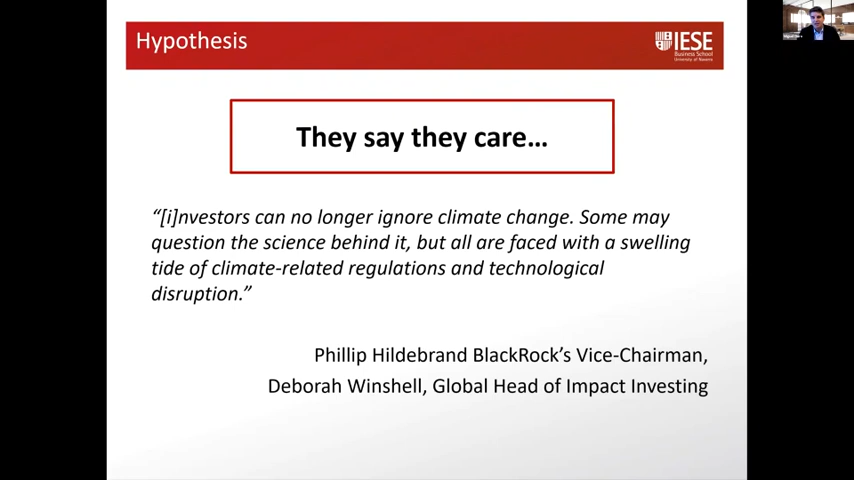 Hypothesis
IESE
Business School
University of Navarra
They say they care…
“[i]nvestors can no longer ignore climate change. Some may
question the science behind it, but all are faced with a swelling
tide of climate-related regulations and technological
disruption.”
Phillip Hildebrand BlackRock’s Vice-Chairman,
Deborah Winshell, Global Head of Impact Investing